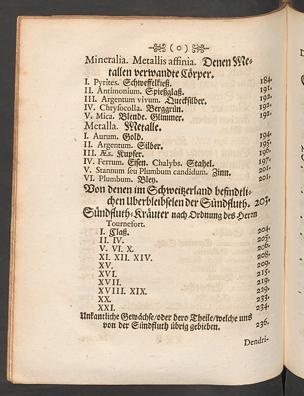 ( o )
Mineralia. Metallis affinia. Denen Me-
tallen verwandte Cörper.
I. Pyrites. Schweffelkieß. 184.
II. Antimonium. Spießglaß. 191.
III. Argentum vivum. Quecksilber. 192.
IV. Chrysocolla. Berggrün. 192.
V. Mica. Blende. Glimmer. 192.
Metalla. Metalle.
I. Aurum. Gold. 194.
II. Argentum. Silber. 195.
III. Æs. Kupfer. 196.
IV. Ferrum. Eisen. Chalybs. Stahel. 197.
V. Stannum seu Plumbum candidum. Zinn. 201.
VI. Plumbum. Bley. 201.
Von denen im Schweitzerland befindli-
chen Uberbleibselen der Sündfluth. 203.
Sündfluth-Kräuter nach Ordnung des Herrn
Tournefort.
I. Claß. 204.
II. IV. 205.
V. VI. X. 206.
XI. XII. XIV. 208.
XV. 209.
XVI. 215.
XVII. 219.
XVIII. XIX. 229.
XX. 233.
XXI. 234.
Unkantliche Gewächse/ oder dero Theile/ welche uns
von der Sündfluth übrig geblieben. 236.
Dendri-